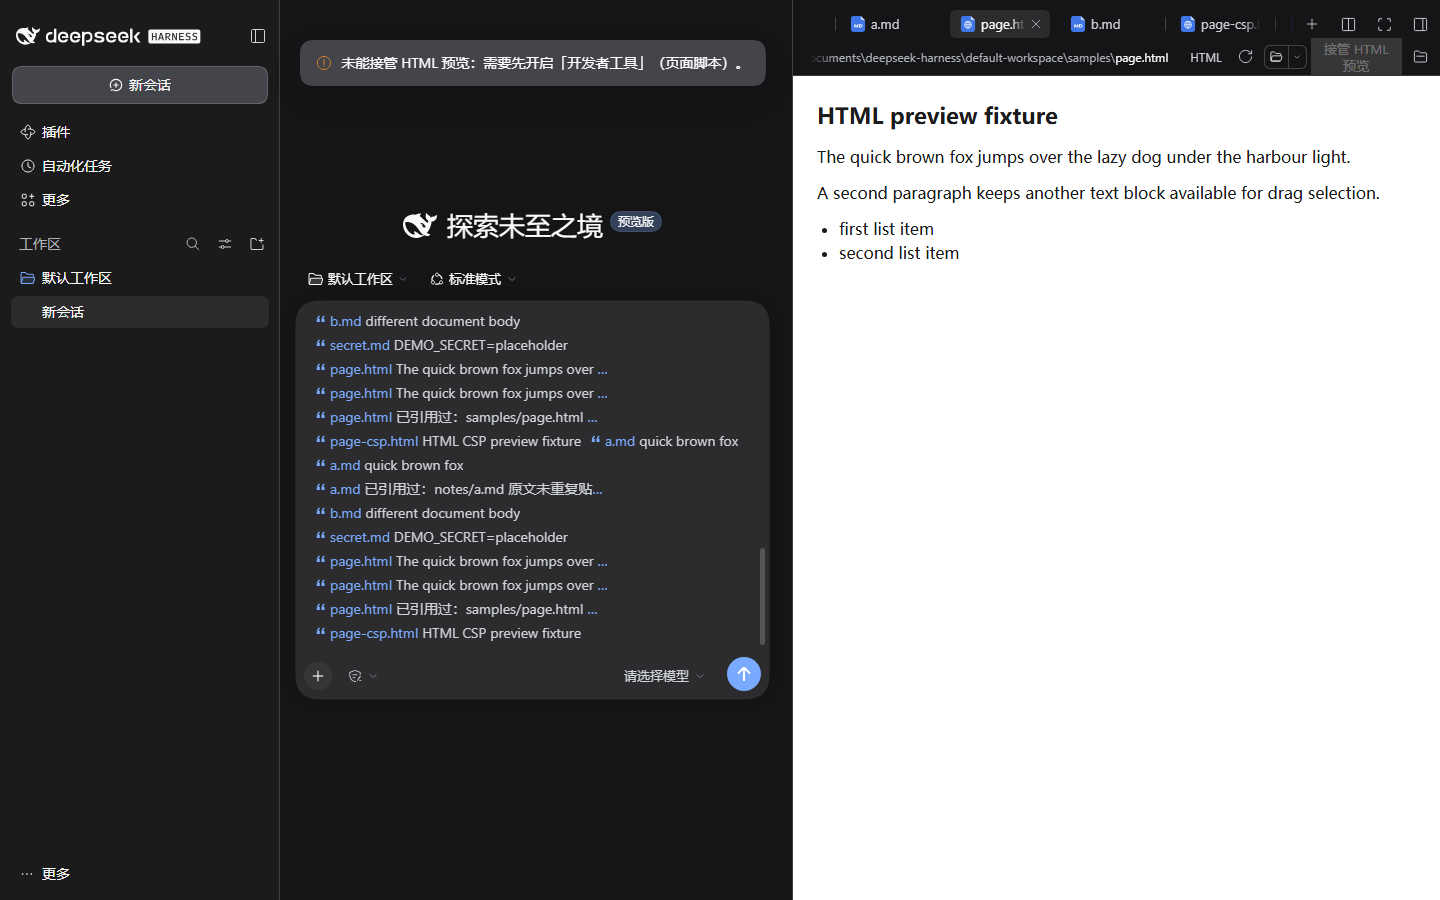 deepseek HARNESS
新会话
插件
自动化任务
更多
工作区
默认工作区
新会话
更多
未能接管 HTML 预览：需要先开启「开发者工具」（页面脚本）。
探索未至之境 预览版
默认工作区 标准模式
“ b.md different document body
“ secret.md DEMO_SECRET=placeholder
“ page.html The quick brown fox jumps over ...
“ page.html The quick brown fox jumps over ...
“ page.html 已引用过：samples/page.html ...
“ page-csp.html HTML CSP preview fixture “ a.md quick brown fox
“ a.md quick brown fox
“ a.md 已引用过：notes/a.md 原文未重复贴...
“ b.md different document body
“ secret.md DEMO_SECRET=placeholder
“ page.html The quick brown fox jumps over ...
“ page.html The quick brown fox jumps over ...
“ page.html 已引用过：samples/page.html ...
“ page-csp.html HTML CSP preview fixture
请选择模型
a.md page.ht b.md page-csp.
ocuments\deepseek-harness\default-workspace\samples\page.html HTML
接管 HTML
预览
HTML preview fixture
The quick brown fox jumps over the lazy dog under the harbour light.
A second paragraph keeps another text block available for drag selection.
• first list item
• second list item